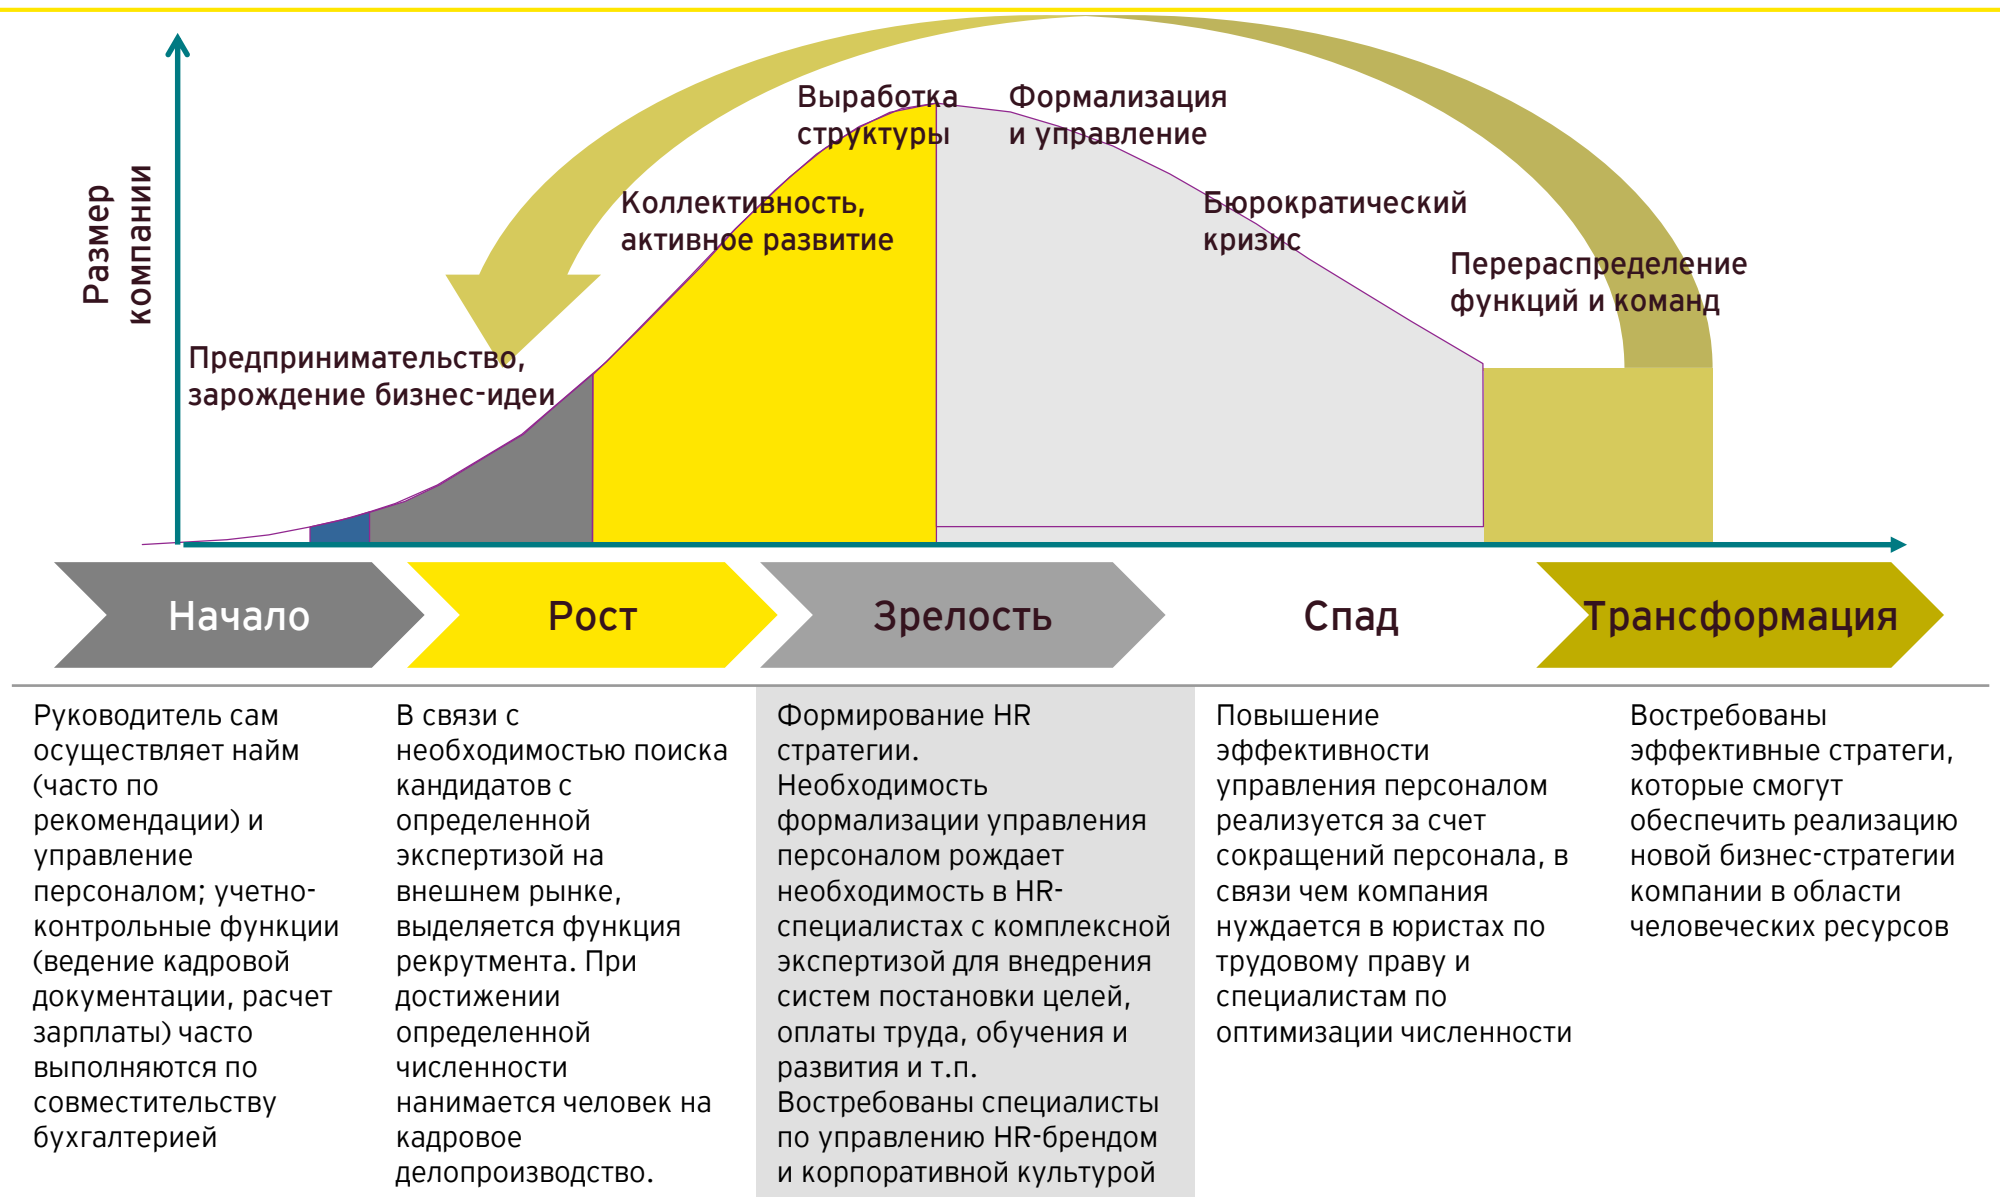 Размер
компании
Выработка
структуры
Формализация
и управление
Коллективность,
активное развитие
Бюрократический
кризис
Перераспределение
функций и команд
Предпринимательство,
зарождение бизнес-идеи
Начало
Рост
Зрелость
Спад
Трансформация
Руководитель сам
осуществляет найм
(часто по
рекомендации) и
управление
персоналом; учетно-
контрольные функции
(ведение кадровой
документации, расчет
зарплаты) часто
выполняются по
совместительству
бухгалтерией
В связи с
необходимостью поиска
кандидатов с
определенной
экспертизой на
внешнем рынке,
выделяется функция
рекрутмента. При
достижении
определенной
численности
нанимается человек на
кадровое
делопроизводство.
Формирование HR
стратегии.
Необходимость
формализации управления
персоналом рождает
необходимость в HR-
специалистах с комплексной
экспертизой для внедрения
систем постановки целей,
оплаты труда, обучения и
развития и т.п.
Востребованы специалисты
по управлению HR-брендом
и корпоративной культурой
Повышение
эффективности
управления персоналом
реализуется за счет
сокращений персонала, в
связи чем компания
нуждается в юристах по
трудовому праву и
специалистам по
оптимизации численности
Востребованы
эффективные стратеги,
которые смогут
обеспечить реализацию
новой бизнес-стратегии
компании в области
человеческих ресурсов